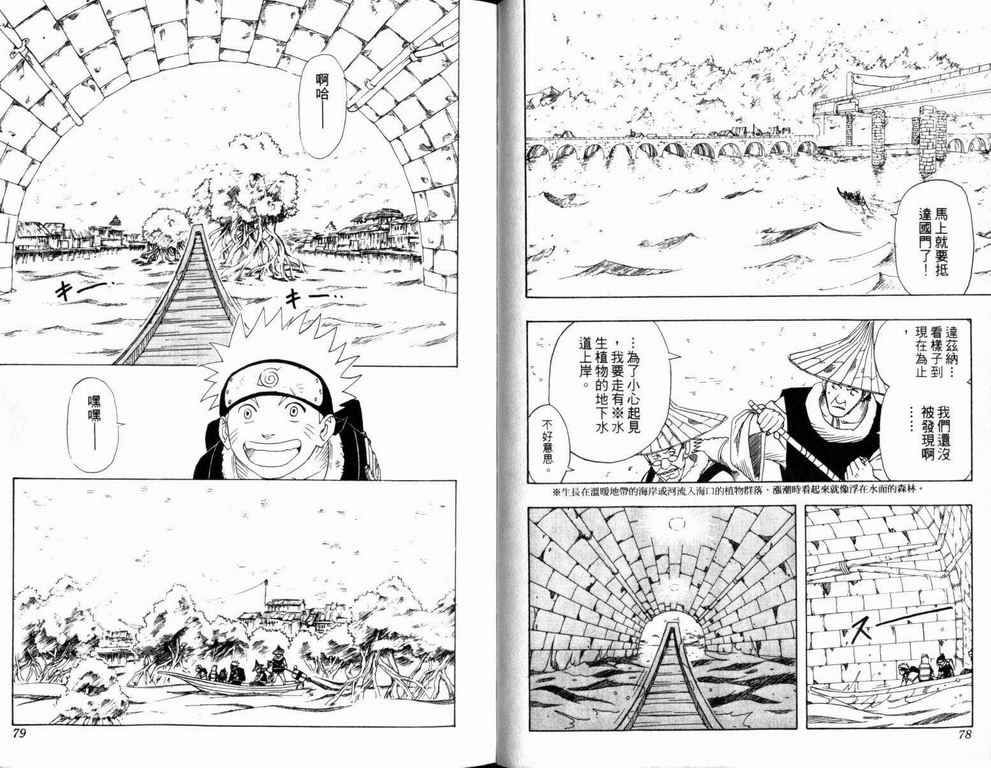 馬上就要抵
達國門了！
達茲納…
看樣子到
現在為止
，
我們還沒
被發現啊
……
…為了小心起見
，我要走有※水
生植物的地下水
道上岸。
不好意思。
※生長在溫暖地帶的海岸或河流入海口的植物群落、漲潮時看起來就像浮在水面的森林。
スー
78
啊哈——
キー…
キー…
嘿嘿——
79